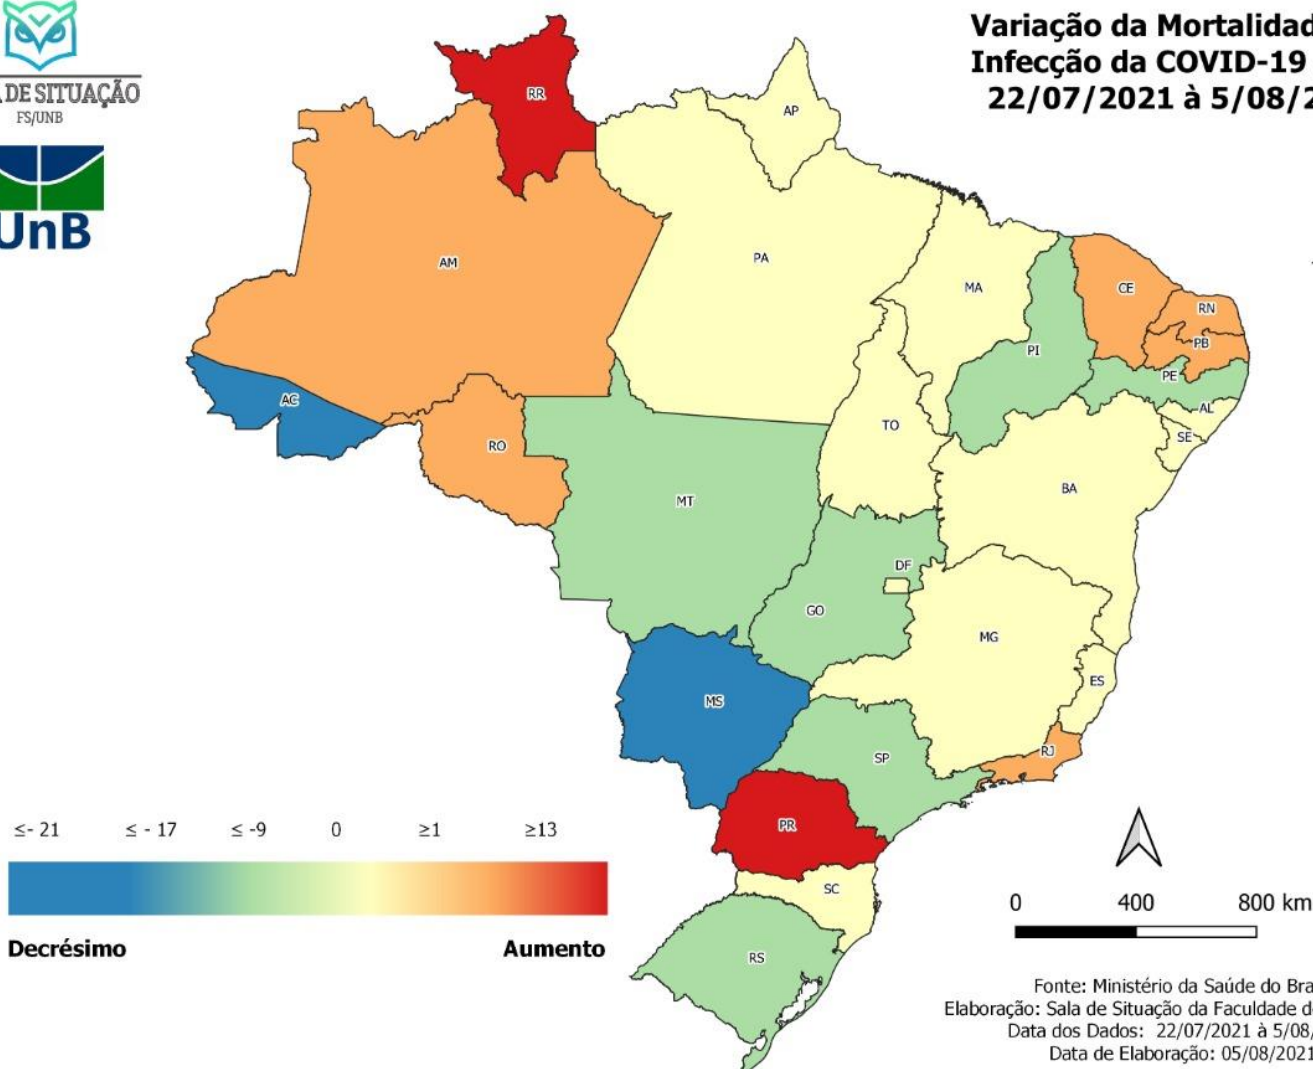 DE SITUAÇÃO
FS/UNB
UnB
Variação da Mortalidad
Infecção da COVID-19
22/07/2021 à 5/08/2
RR
AP
AM
PA
MA
CE
RN
PB
PI
PE
AL
SE
AC
RO
TO
BA
MT
DF
GO
MG
ES
MS
RJ
SP
PR
SC
RS
≤- 21 ≤ - 17 ≤ -9 0 ≥1 ≥13
Decrésimo Aumento
0 400 800 km
Fonte: Ministério da Saúde do Bra
Elaboração: Sala de Situação da Faculdade d
Data dos Dados: 22/07/2021 à 5/08/
Data de Elaboração: 05/08/2021